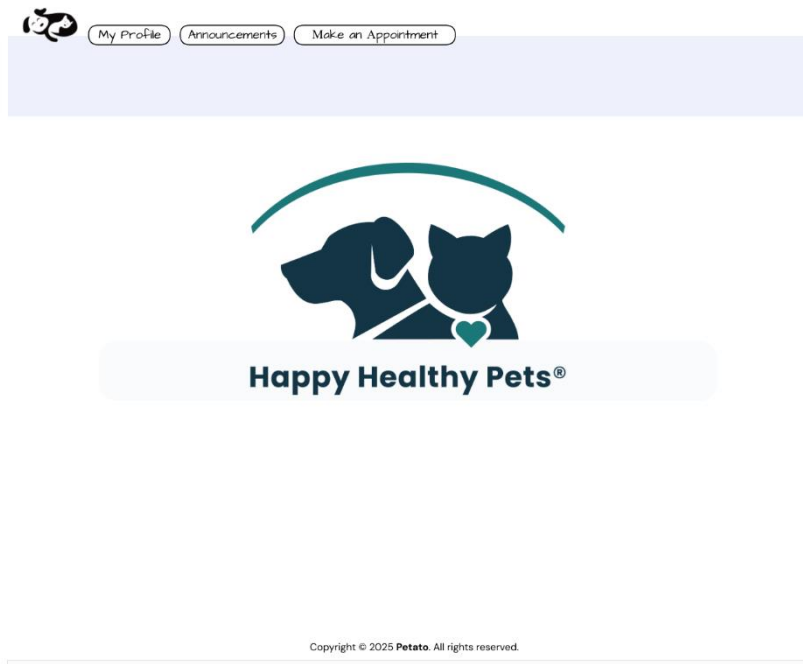 My Profile
Announcements
Make an Appointment
Happy Healthy Pets®
Copyright © 2025 Petato. All rights reserved.